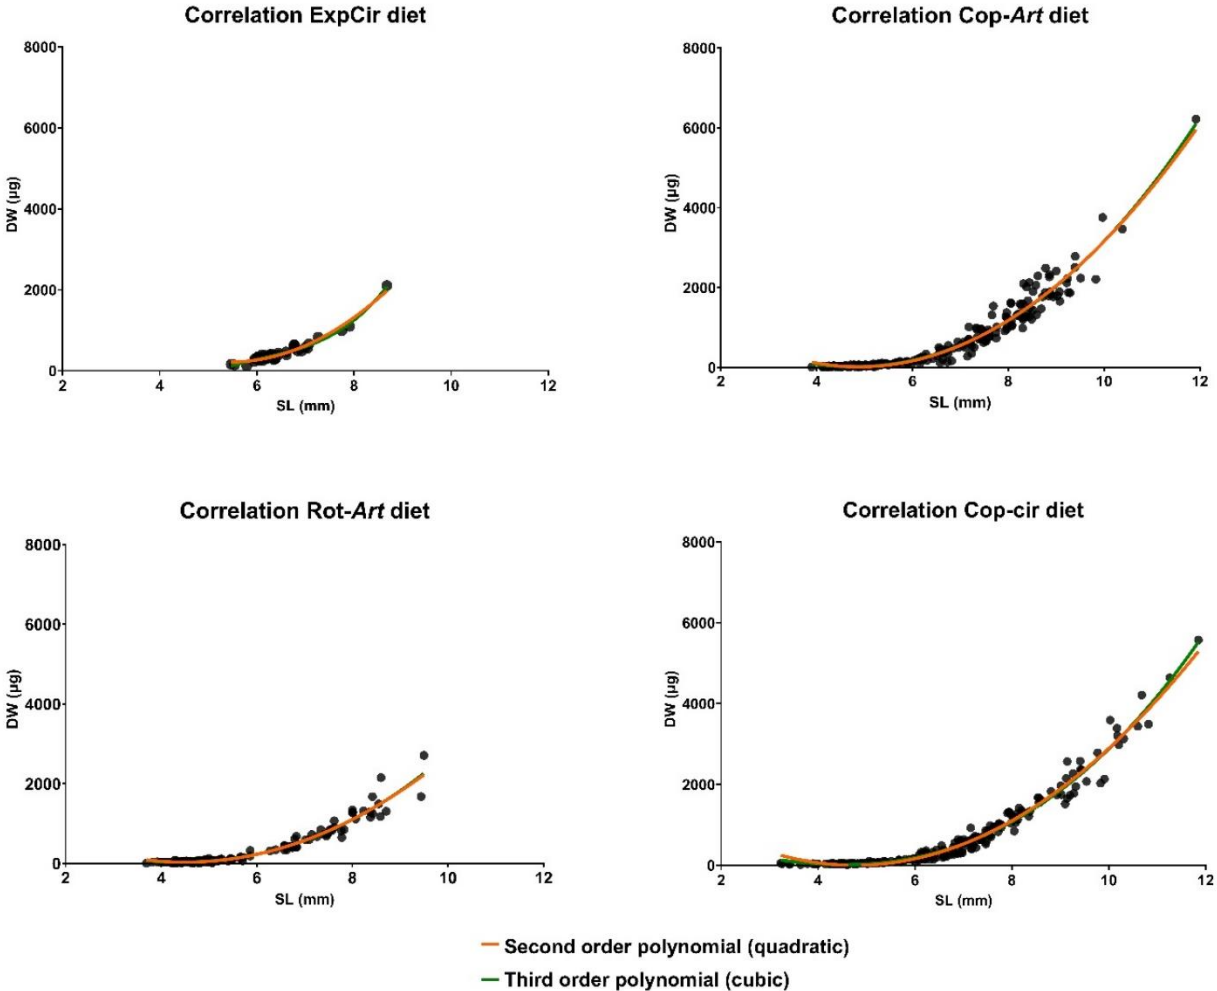 Correlation ExpCir diet
8000
6000
4000
2000
0
DW (µg)
2 4 6 8 10 12
SL (mm)
Correlation Cop-Art diet
8000
6000
4000
2000
0
DW (µg)
2 4 6 8 10 12
SL (mm)
Correlation Rot-Art diet
8000
6000
4000
2000
0
DW (µg)
2 4 6 8 10 12
SL (mm)
Correlation Cop-cir diet
8000
6000
4000
2000
0
DW (µg)
2 4 6 8 10 12
SL (mm)
Second order polynomial (quadratic)
Third order polynomial (cubic)